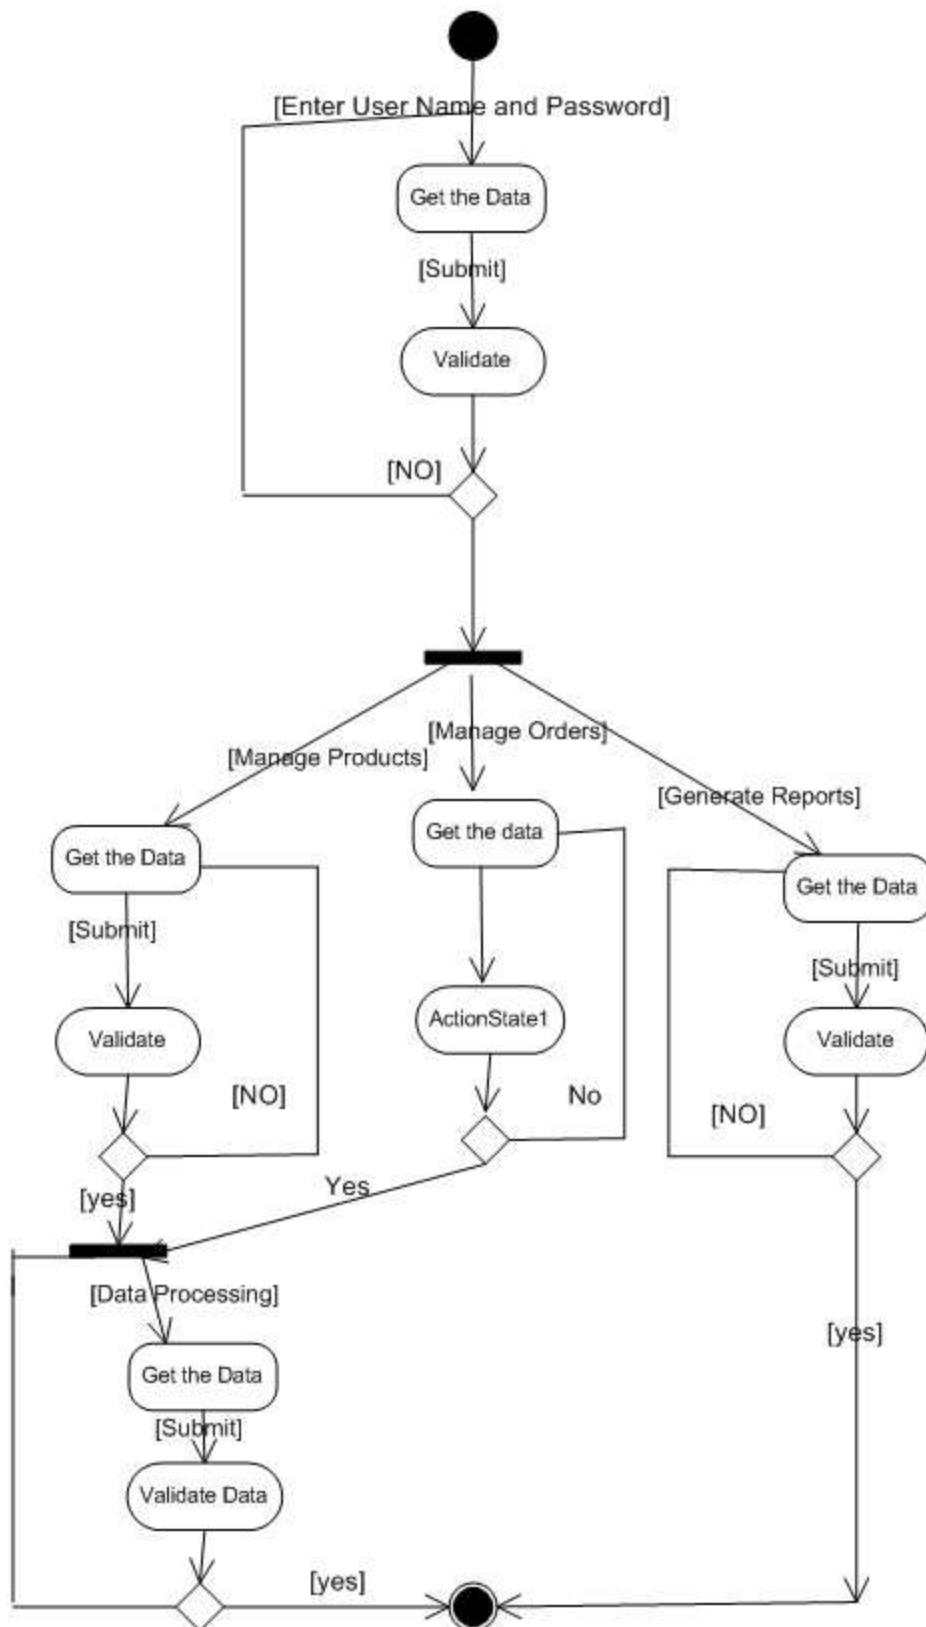 [Enter User Name and Password]
Get the Data
[Submit]
Validate
[NO]
[Manage Orders]
[Manage Products]
[Generate Reports]
Get the data
Get the Data
Get the Data
[Submit]
[Submit]
ActionState1
Validate
Validate
[NO]
No
[NO]
Yes
[yes]
[Data Processing]
[yes]
Get the Data
[Submit]
Validate Data
[yes]